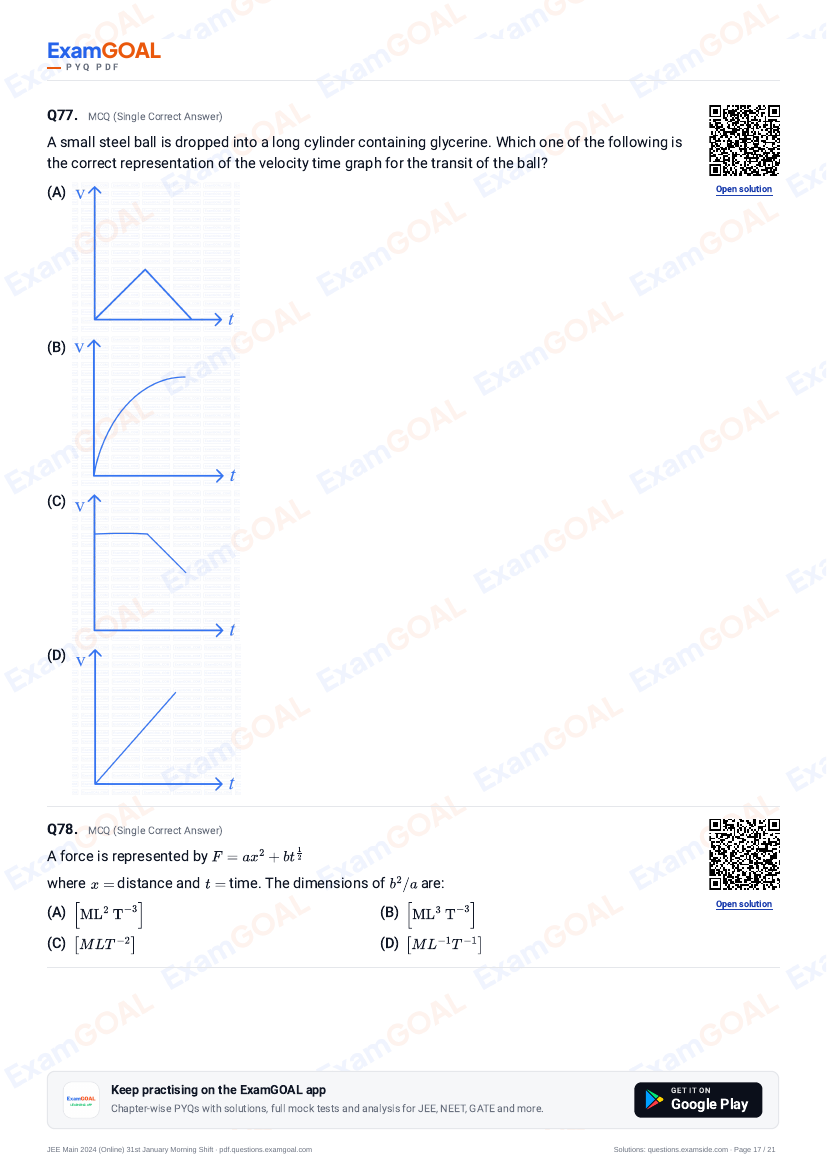 ExamGOAL
PYQ PDF
Q77. MCQ (Single Correct Answer)
A small steel ball is dropped into a long cylinder containing glycerine. Which one of the following is
the correct representation of the velocity time graph for the transit of the ball?
Open solution
(A) V
t
(B) V
t
(C) V
t
(D) V
t
Q78. MCQ (Single Correct Answer)
A force is represented by F = ax² + bt^{1/2}
where x = distance and t = time. The dimensions of b²/a are:
Open solution
(A) [ML² T⁻³] (B) [ML³ T⁻³]
(C) [MLT⁻²] (D) [ML⁻¹T⁻¹]
ExamGOAL
Keep practising on the ExamGOAL app
Chapter-wise PYQs with solutions, full mock tests and analysis for JEE, NEET, GATE and more.
GET IT ON
Google Play
JEE Main 2024 (Online) 31st January Morning Shift · pdf.questions.examgoal.com
Solutions: questions.examside.com · Page 17 / 21